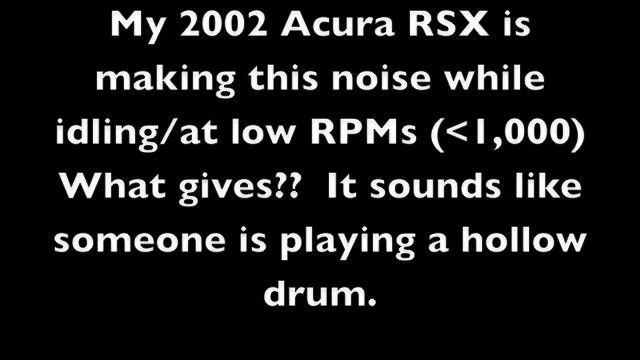 My 2002 Acura RSX is
making this noise while
idling/at low RPMs (<1,000)
What gives??  It sounds like
someone is playing a hollow
drum.